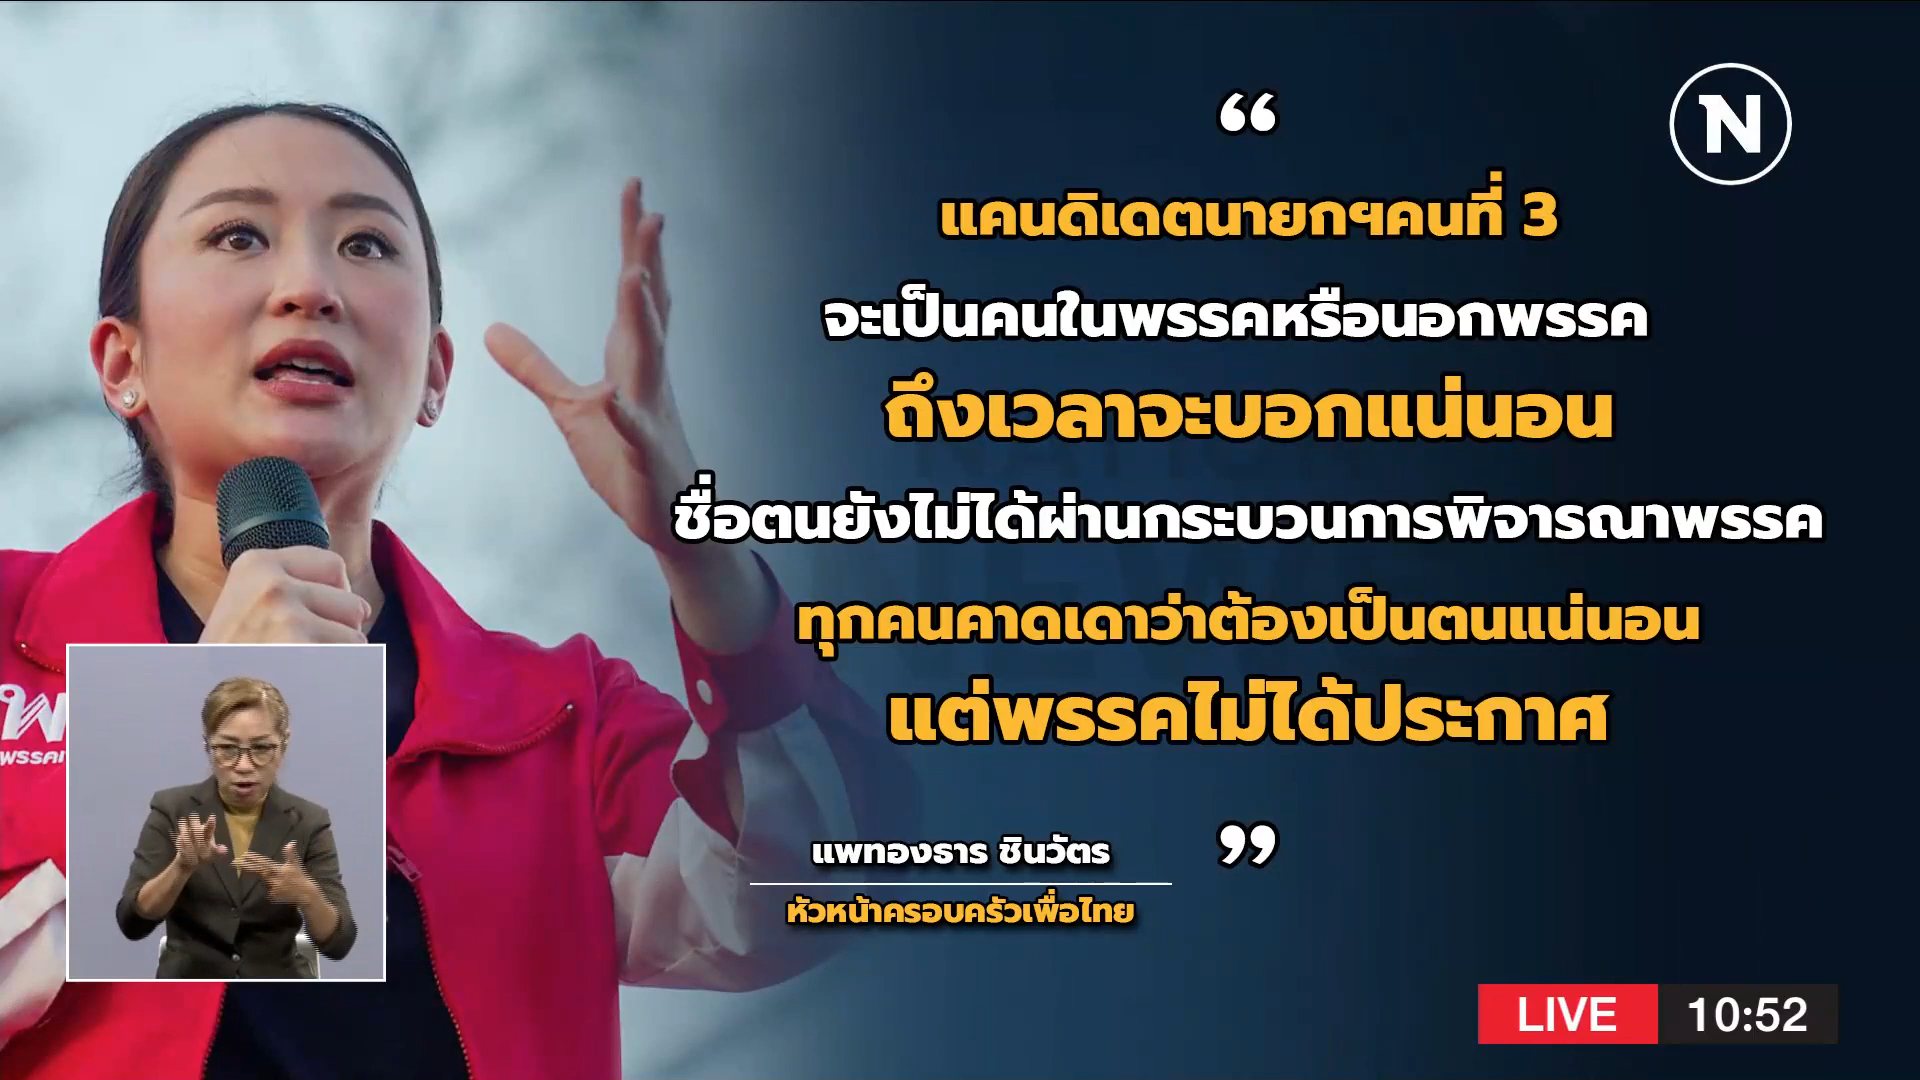 N
“
แคนดิเดตนายกฯคนที่ 3
จะเป็นคนในพรรคหรือนอกพรรค
ถึงเวลาจะบอกแน่นอน
ชื่อตนยังไม่ได้ผ่านกระบวนการพิจารณาพรรค
ทุกคนคาดเดาว่าต้องเป็นตนแน่นอน
แต่พรรคไม่ได้ประกาศ
”
แพทองธาร ชินวัตร
หัวหน้าครอบครัวเพื่อไทย
พ
พรรค
LIVE 10:52